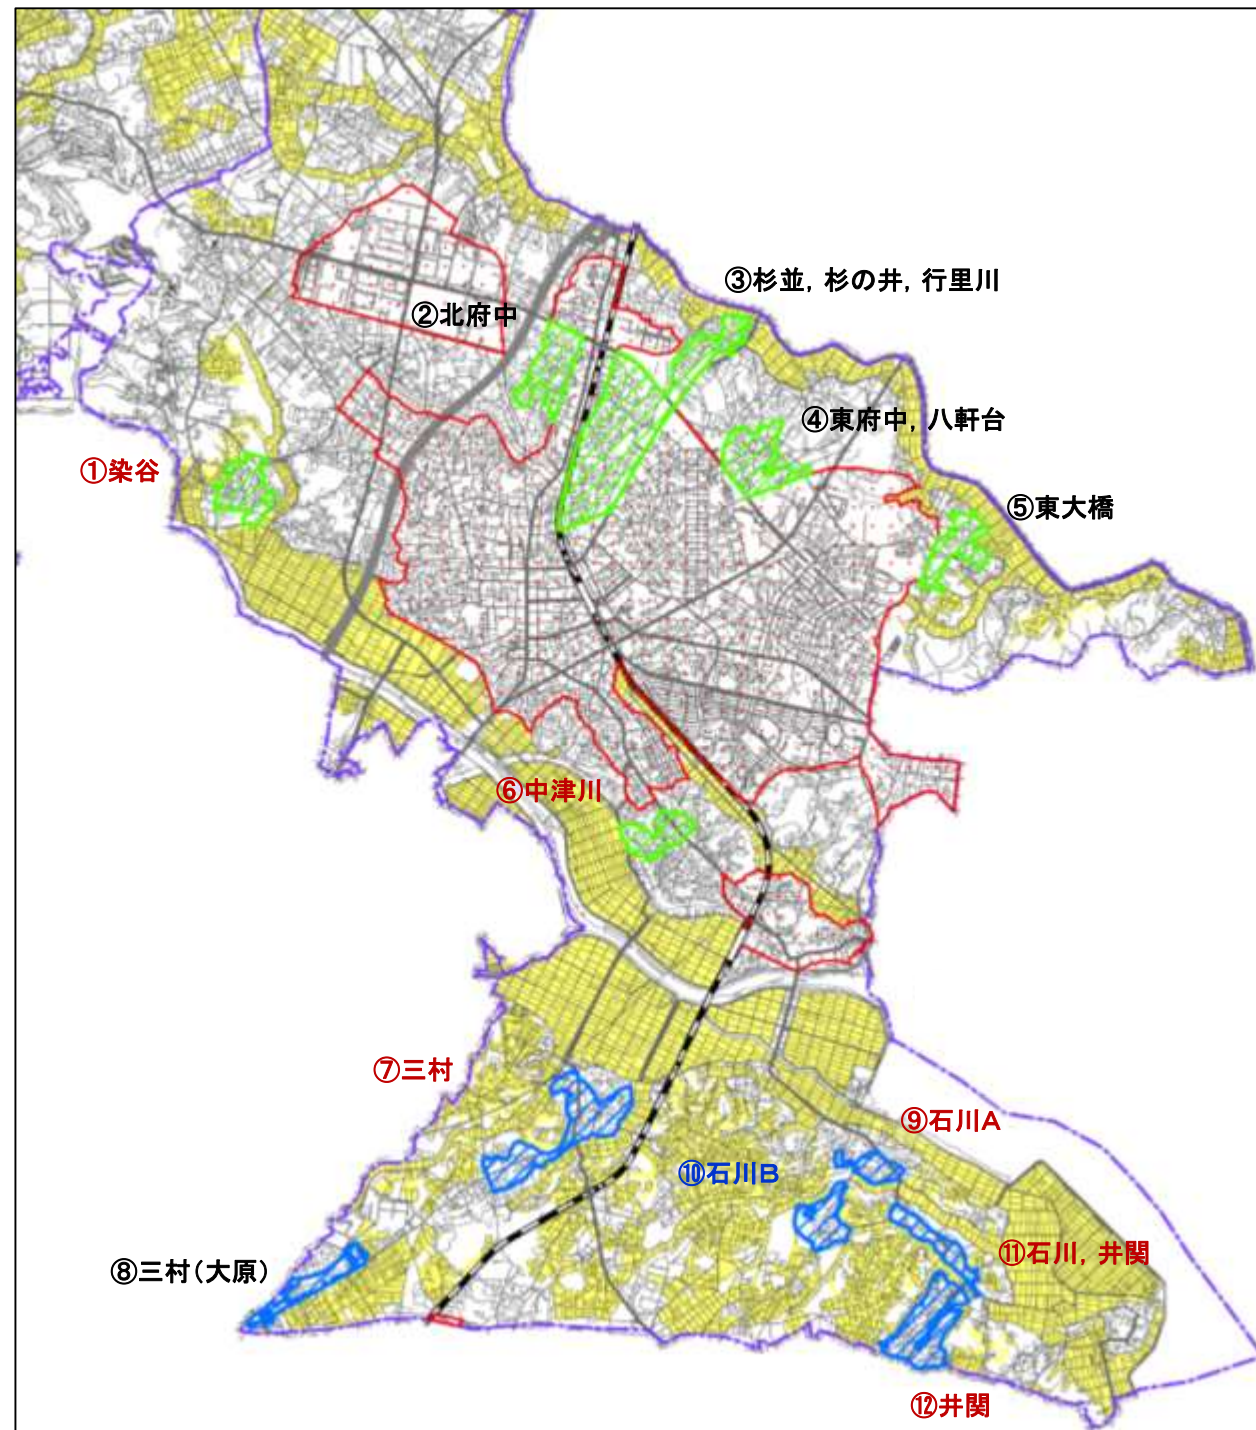 ③杉並，杉の井，行里川
②北府中
④東府中，八軒台
①染谷
⑤東大橋
⑥中津川
⑦三村
⑨石川A
⑩石川B
⑪石川，井関
⑧三村（大原）
⑫井関